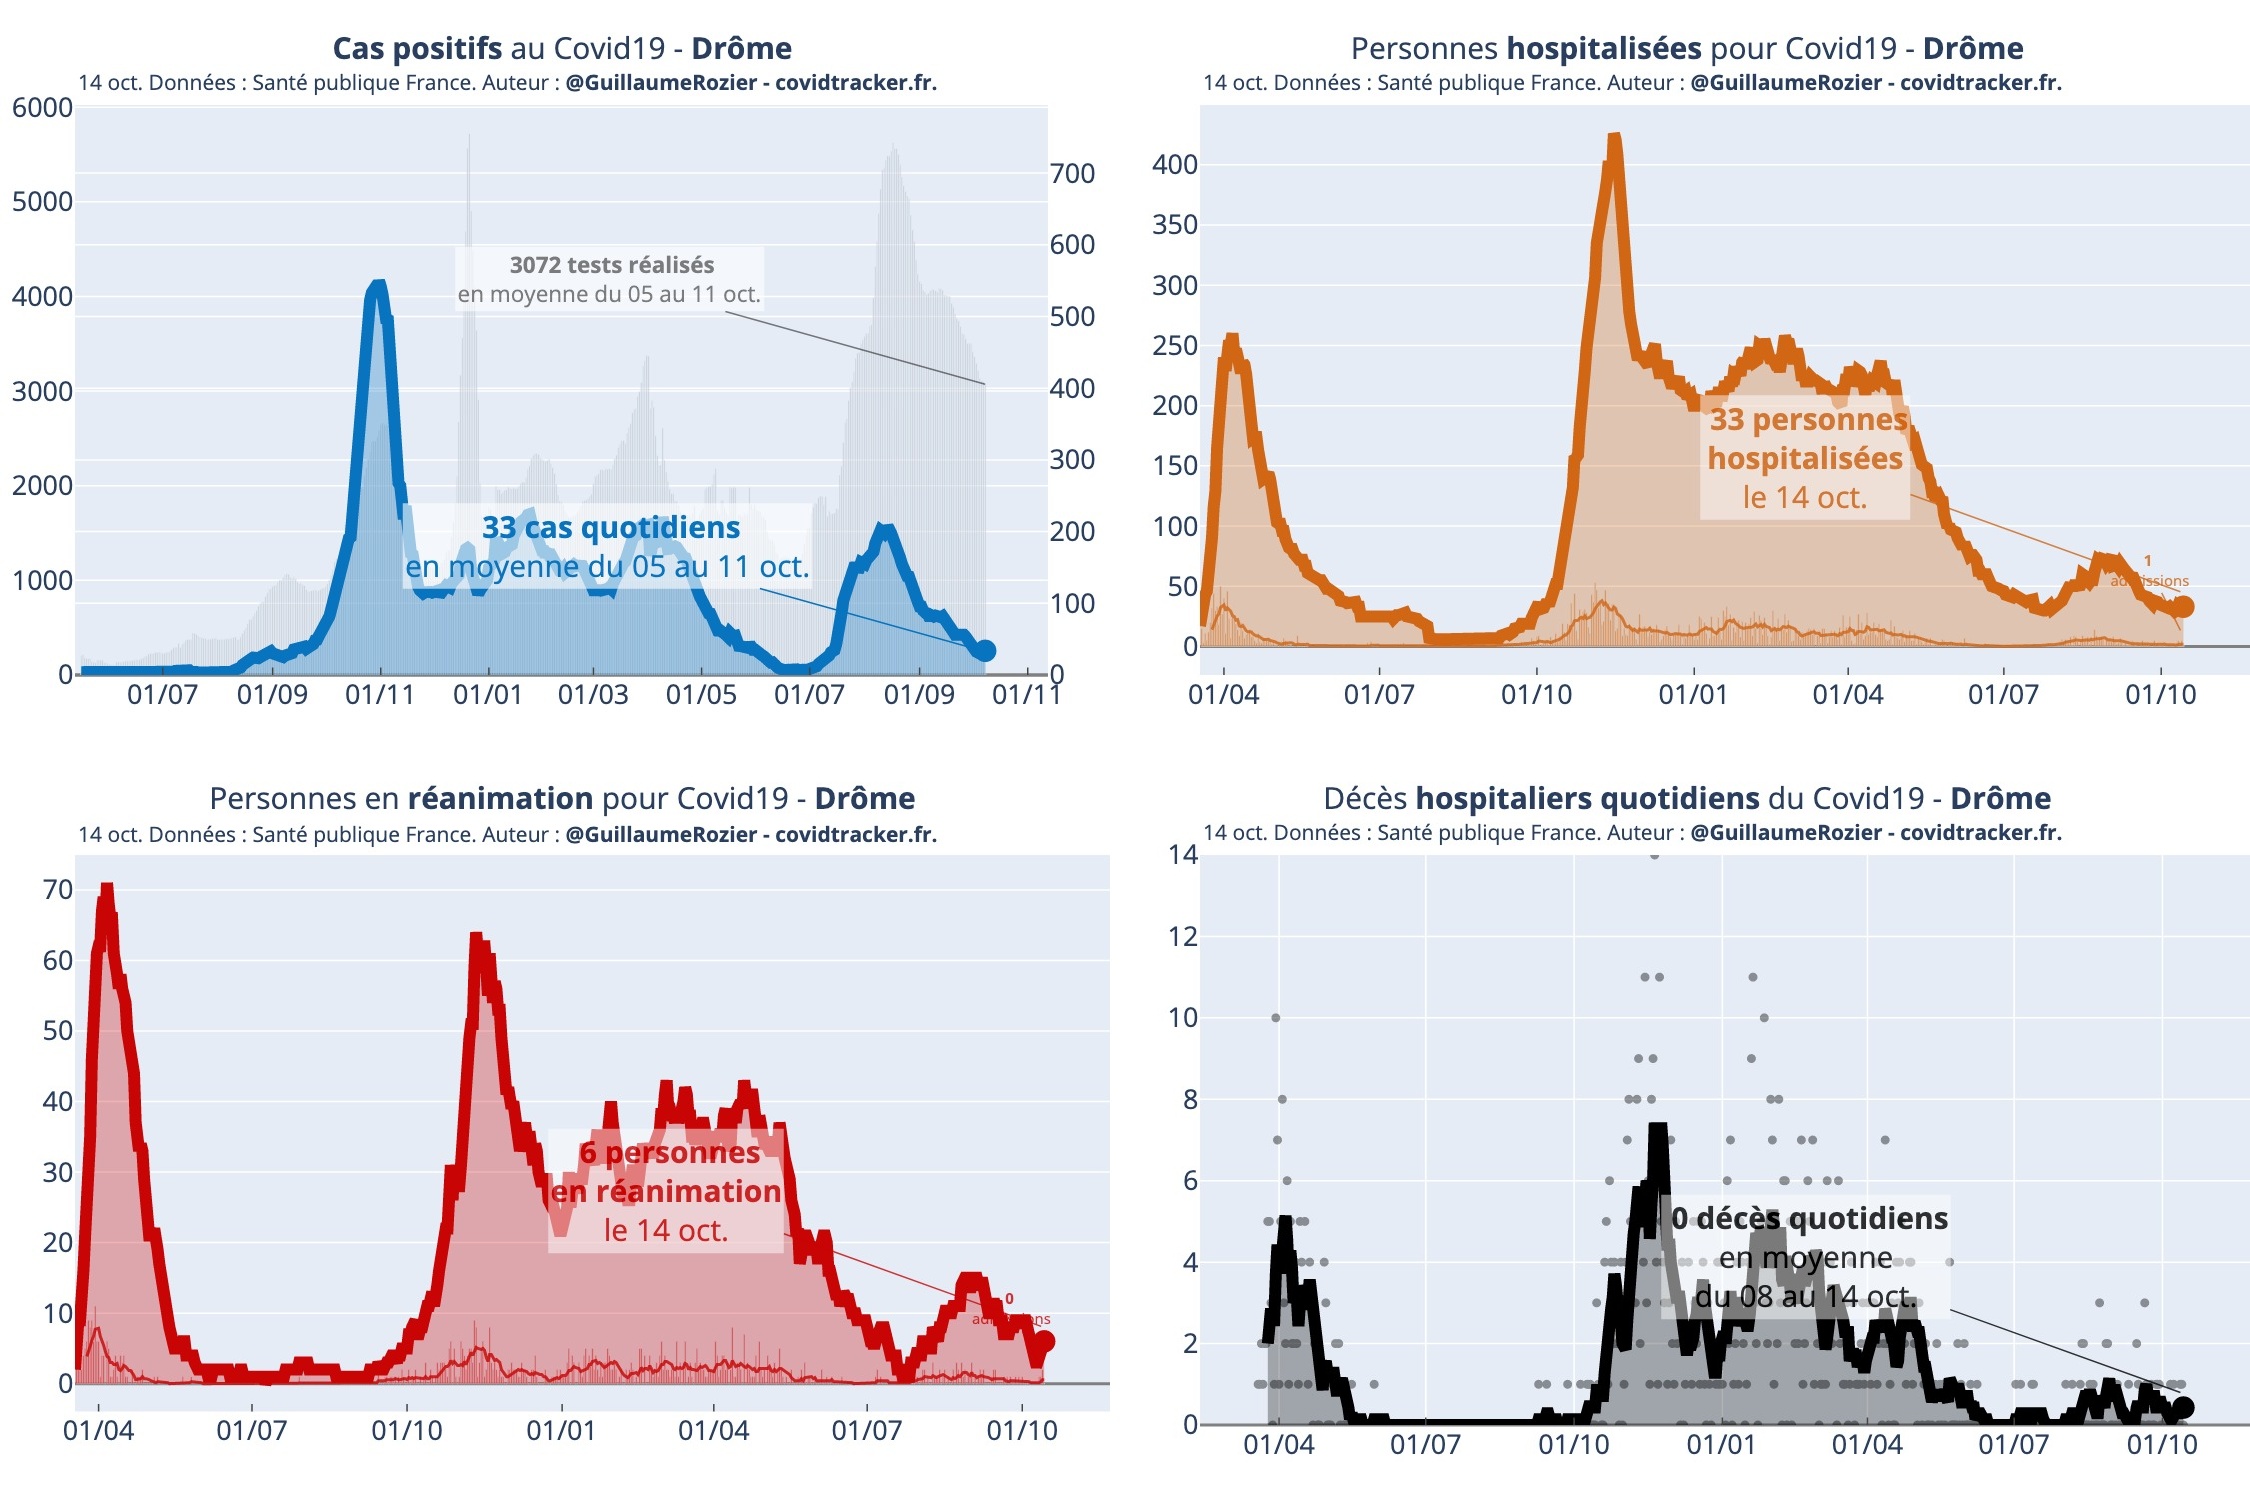 Cas positifs au Covid19 - Drôme
14 oct. Données : Santé publique France. Auteur : @GuillaumeRozier - covidtracker.fr.
6000
5000
4000
3000
2000
1000
0
700
600
500
400
300
200
100
0
3072 tests réalisés
en moyenne du 05 au 11 oct.
33 cas quotidiens
en moyenne du 05 au 11 oct.
01/07 01/09 01/11 01/01 01/03 01/05 01/07 01/09 01/11
Personnes hospitalisées pour Covid19 - Drôme
14 oct. Données : Santé publique France. Auteur : @GuillaumeRozier - covidtracker.fr.
400
350
300
250
200
150
100
50
0
33 personnes
hospitalisées
le 14 oct.
1
admissions
01/04 01/07 01/10 01/01 01/04 01/07 01/10
Personnes en réanimation pour Covid19 - Drôme
14 oct. Données : Santé publique France. Auteur : @GuillaumeRozier - covidtracker.fr.
70
60
50
40
30
20
10
0
6 personnes
en réanimation
le 14 oct.
0
admissions
01/04 01/07 01/10 01/01 01/04 01/07 01/10
Décès hospitaliers quotidiens du Covid19 - Drôme
14 oct. Données : Santé publique France. Auteur : @GuillaumeRozier - covidtracker.fr.
14
12
10
8
6
4
2
0
0 décès quotidiens
en moyenne
du 08 au 14 oct.
01/04 01/07 01/10 01/01 01/04 01/07 01/10